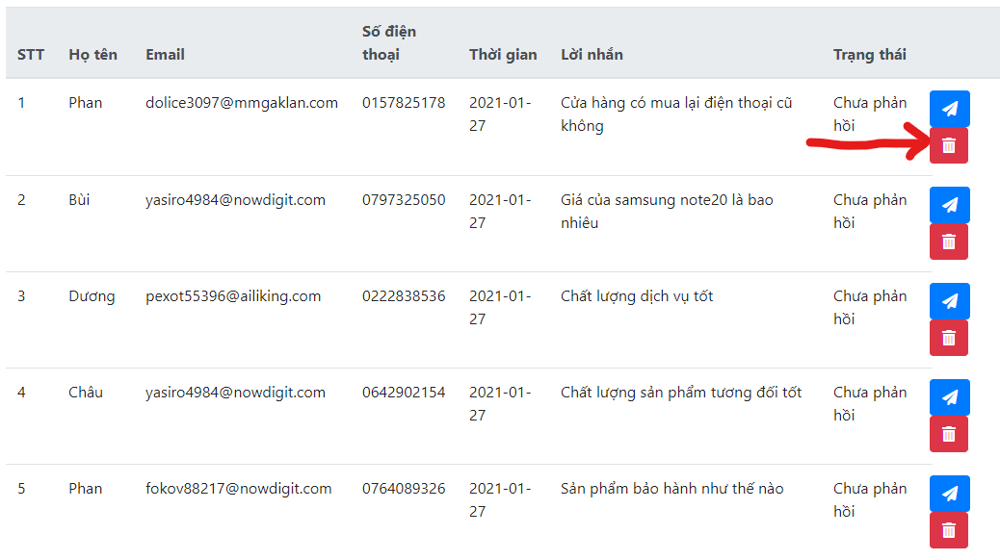 STT Họ tên Email Số điện thoại Thời gian Lời nhắn Trạng thái
1 Phan dolice3097@mmgaklan.com 0157825178 2021-01- Cửa hàng có mua lại điện thoại cũ Chưa phản
27 không hồi
2 Bùi yasiro4984@nowdigit.com 0797325050 2021-01- Giá của samsung note20 là bao Chưa phản
27 nhiêu hồi
3 Dương pexot55396@ailiking.com 0222838536 2021-01- Chất lượng dịch vụ tốt Chưa phản
27 hồi
4 Châu yasiro4984@nowdigit.com 0642902154 2021-01- Chất lượng sản phẩm tương đối tốt Chưa phản
27 hồi
5 Phan fokov88217@nowdigit.com 0764089326 2021-01- Sản phẩm bảo hành như thế nào Chưa phản
27 hồi